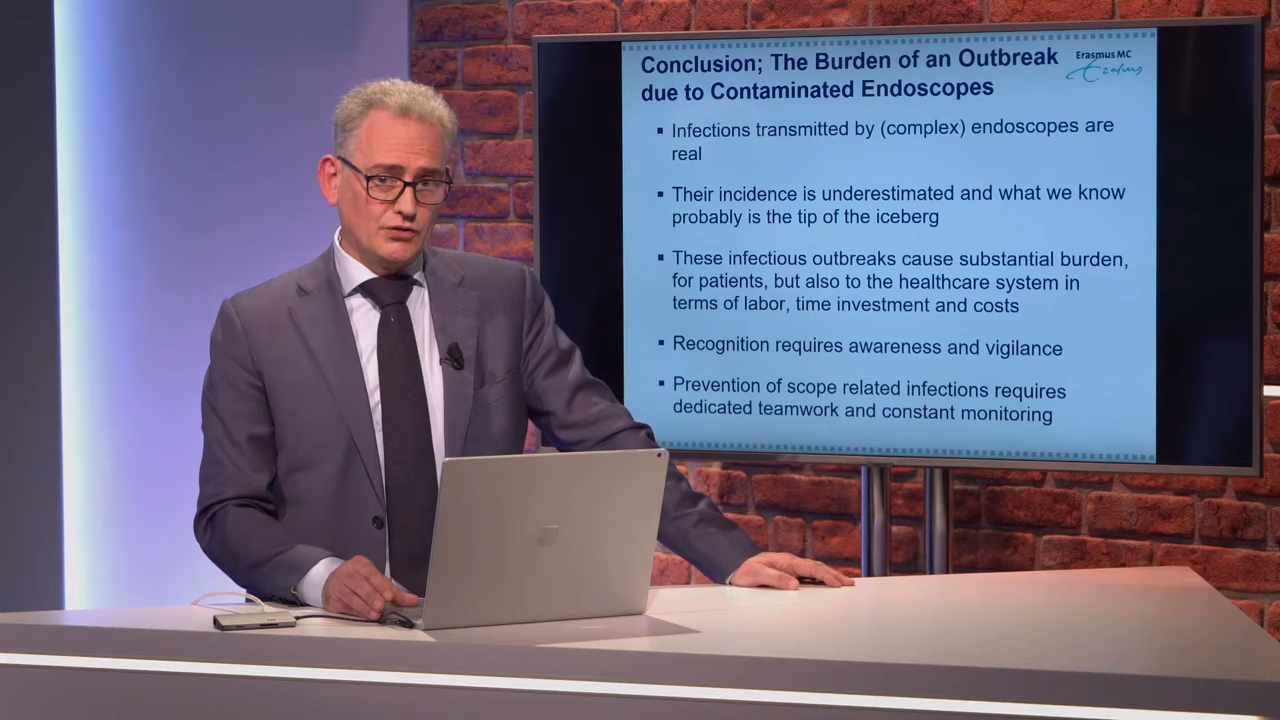 Conclusion; The Burden of an Outbreak
due to Contaminated Endoscopes
Erasmus MC
Erasmus
▪ Infections transmitted by (complex) endoscopes are
real
▪ Their incidence is underestimated and what we know
probably is the tip of the iceberg
▪ These infectious outbreaks cause substantial burden,
for patients, but also to the healthcare system in
terms of labor, time investment and costs
▪ Recognition requires awareness and vigilance
▪ Prevention of scope related infections requires
dedicated teamwork and constant monitoring